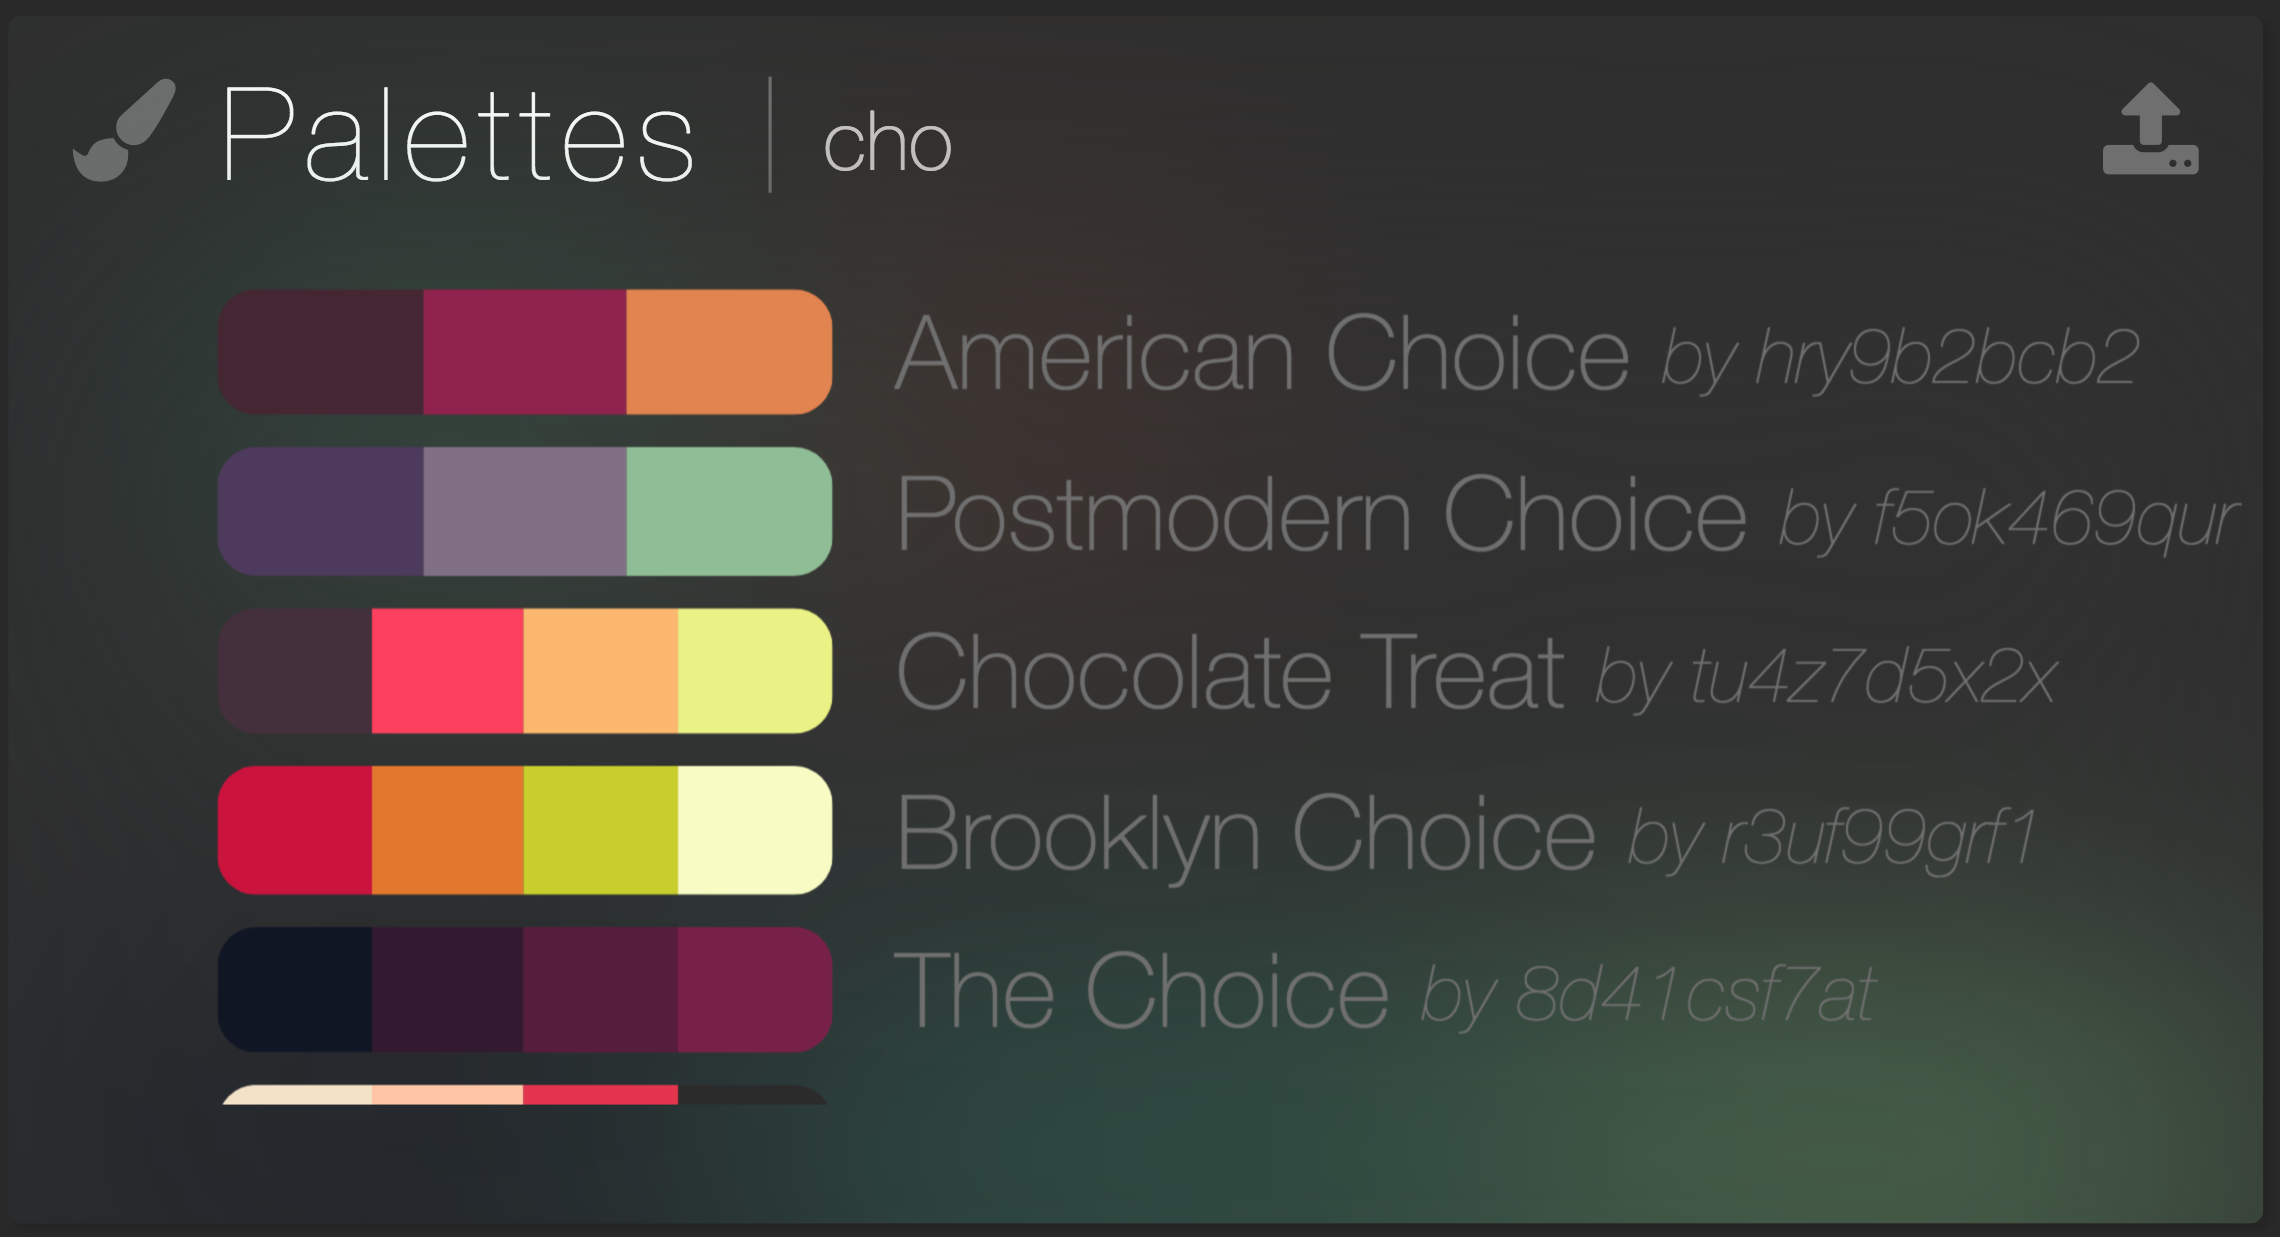 Palettes cho
American Choice by hry9b2bcb2
Postmodern Choice by f5ok469qur
Chocolate Treat by tu4z7d5x2x
Brooklyn Choice by r3uf99grf1
The Choice by 8d41csf7at